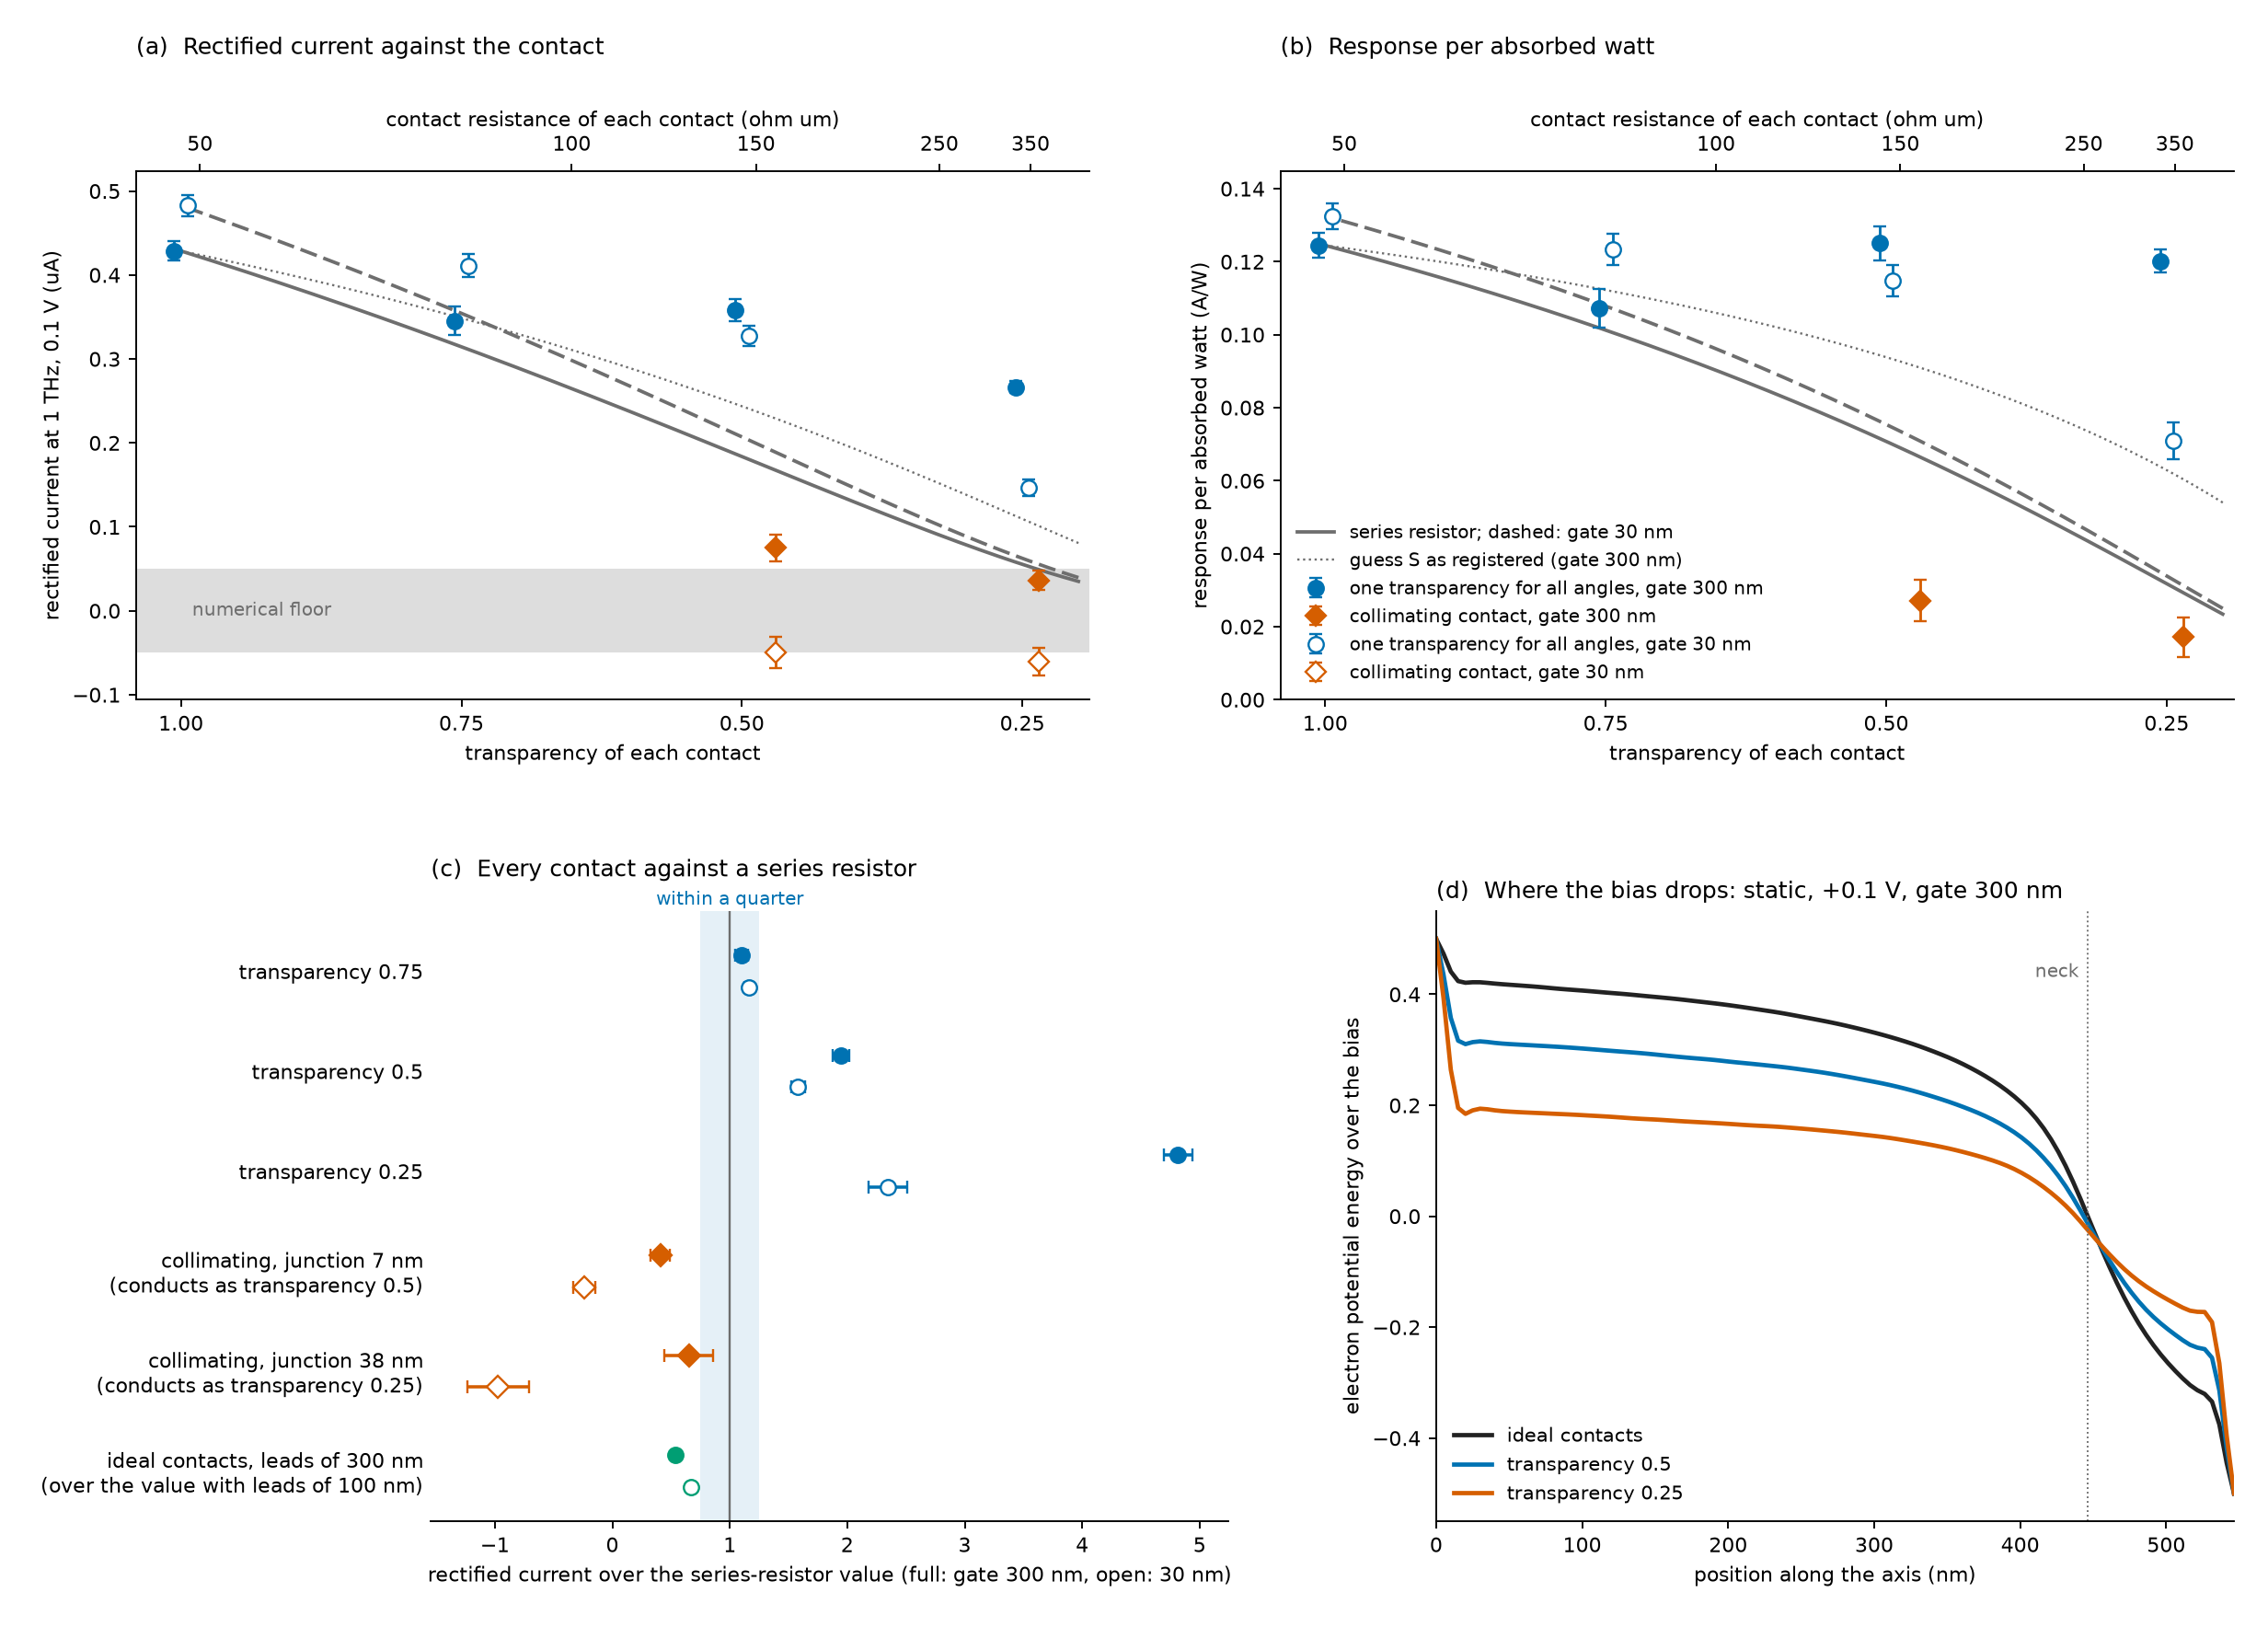 (a)  Rectified current against the contact
contact resistance of each contact (ohm um)
50 100 150 250 350
rectified current at 1 THz, 0.1 V (uA)
0.5
0.4
0.3
0.2
0.1
0.0
−0.1
numerical floor
1.00 0.75 0.50 0.25
transparency of each contact
(b)  Response per absorbed watt
contact resistance of each contact (ohm um)
50 100 150 250 350
response per absorbed watt (A/W)
0.14
0.12
0.10
0.08
0.06
0.04
0.02
0.00
series resistor; dashed: gate 30 nm
guess S as registered (gate 300 nm)
one transparency for all angles, gate 300 nm
collimating contact, gate 300 nm
one transparency for all angles, gate 30 nm
collimating contact, gate 30 nm
1.00 0.75 0.50 0.25
transparency of each contact
(c)  Every contact against a series resistor
within a quarter
transparency 0.75
transparency 0.5
transparency 0.25
collimating, junction 7 nm
(conducts as transparency 0.5)
collimating, junction 38 nm
(conducts as transparency 0.25)
ideal contacts, leads of 300 nm
(over the value with leads of 100 nm)
−1 0 1 2 3 4 5
rectified current over the series-resistor value (full: gate 300 nm, open: 30 nm)
(d)  Where the bias drops: static, +0.1 V, gate 300 nm
electron potential energy over the bias
neck
0.4
0.2
0.0
−0.2
−0.4
ideal contacts
transparency 0.5
transparency 0.25
0 100 200 300 400 500
position along the axis (nm)